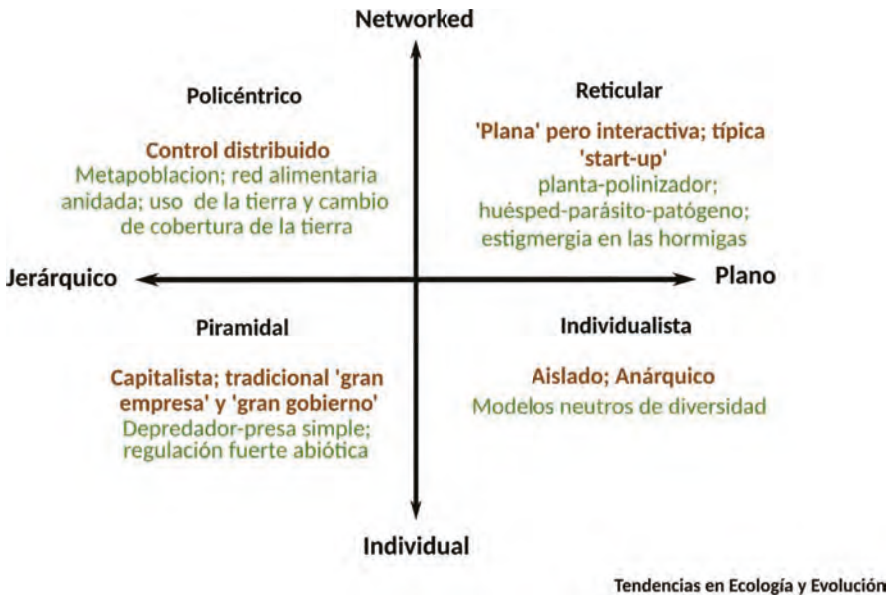 Networked
Policéntrico
Control distribuido
Metapoblacion; red alimentaria
anidada; uso de la tierra y cambio
de cobertura de la tierra
Reticular
'Plana' pero interactiva; típica
'start-up'
planta-polinizador;
huésped-parásito-patógeno;
estigmergia en las hormigas
Jerárquico
Plano
Piramidal
Capitalista; tradicional 'gran
empresa' y 'gran gobierno'
Depredador-presa simple;
regulación fuerte abiótica
Individualista
Aislado; Anárquico
Modelos neutros de diversidad
Individual
Tendencias en Ecología y Evolución